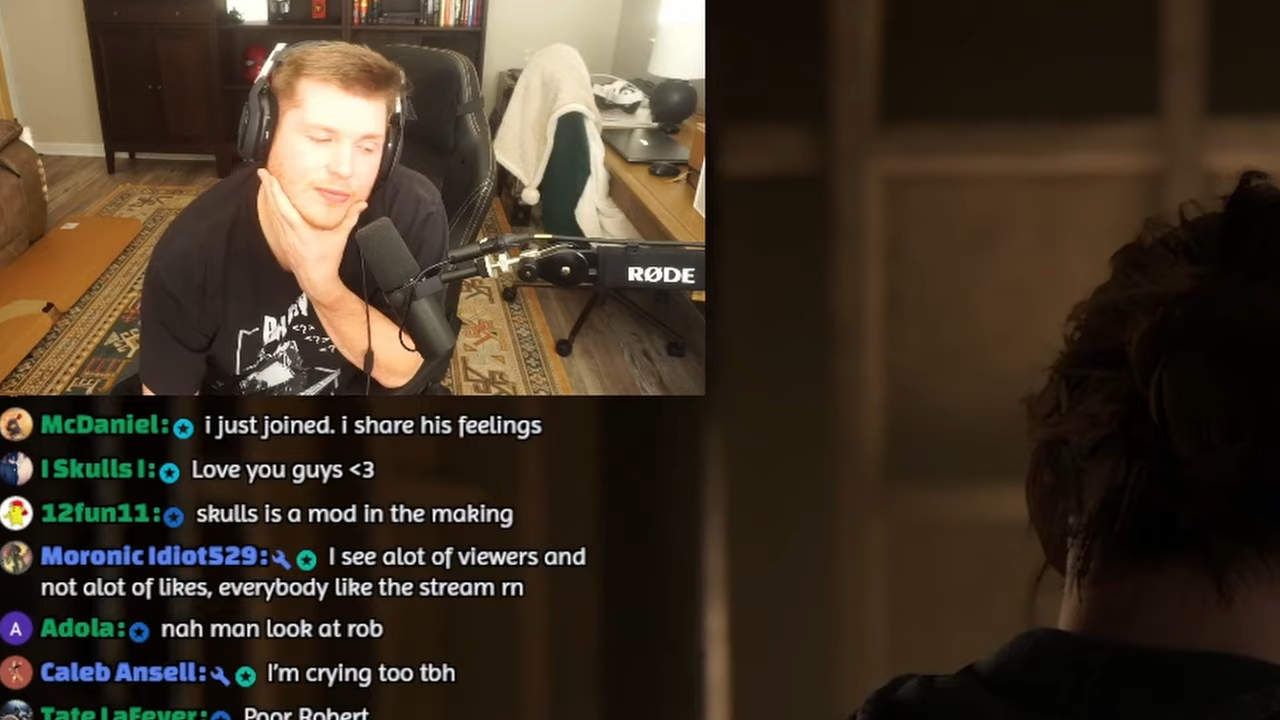 RØDE
McDaniel: i just joined. i share his feelings
I Skulls I: Love you guys <3
12fun11: skulls is a mod in the making
Moronic Idiot529: I see alot of viewers and
not alot of likes, everybody like the stream rn
A Adola: nah man look at rob
Caleb Ansell: I'm crying too tbh
Tate LaFever: Poor Robert